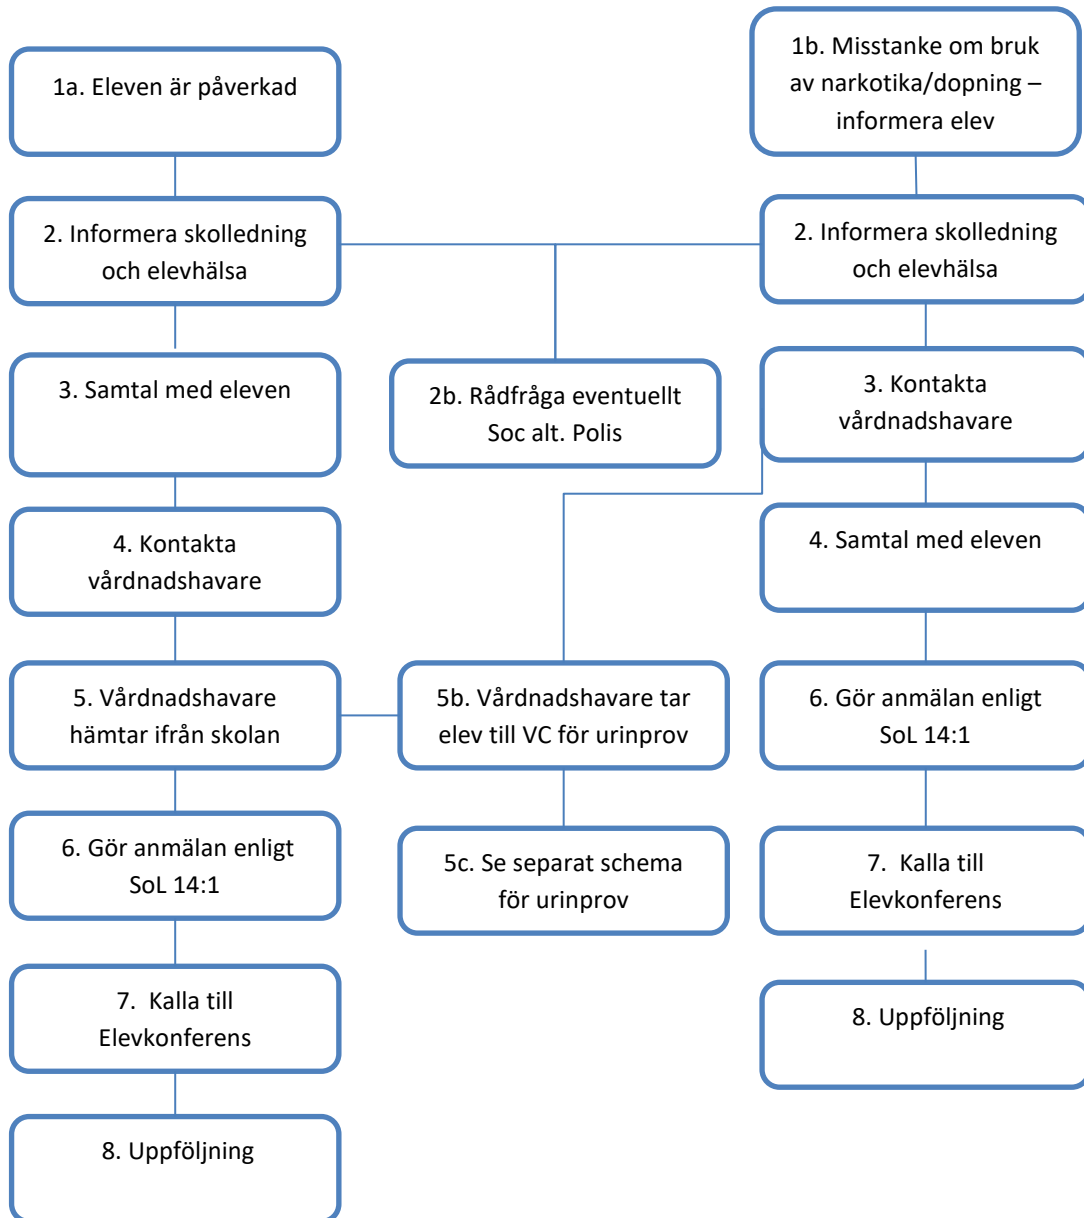 1a. Eleven är påverkad
2. Informera skolledning
och elevhälsa
3. Samtal med eleven
4. Kontakta
vårdnadshavare
5. Vårdnadshavare
hämtar ifrån skolan
6. Gör anmälan enligt
SoL 14:1
7. Kalla till
Elevkonferens
8. Uppföljning
2b. Rådfråga eventuellt
Soc alt. Polis
5b. Vårdnadshavare tar
elev till VC för urinprov
5c. Se separat schema
för urinprov
1b. Misstanke om bruk
av narkotika/dopning –
informera elev
2. Informera skolledning
och elevhälsa
3. Kontakta
vårdnadshavare
4. Samtal med eleven
6. Gör anmälan enligt
SoL 14:1
7. Kalla till
Elevkonferens
8. Uppföljning